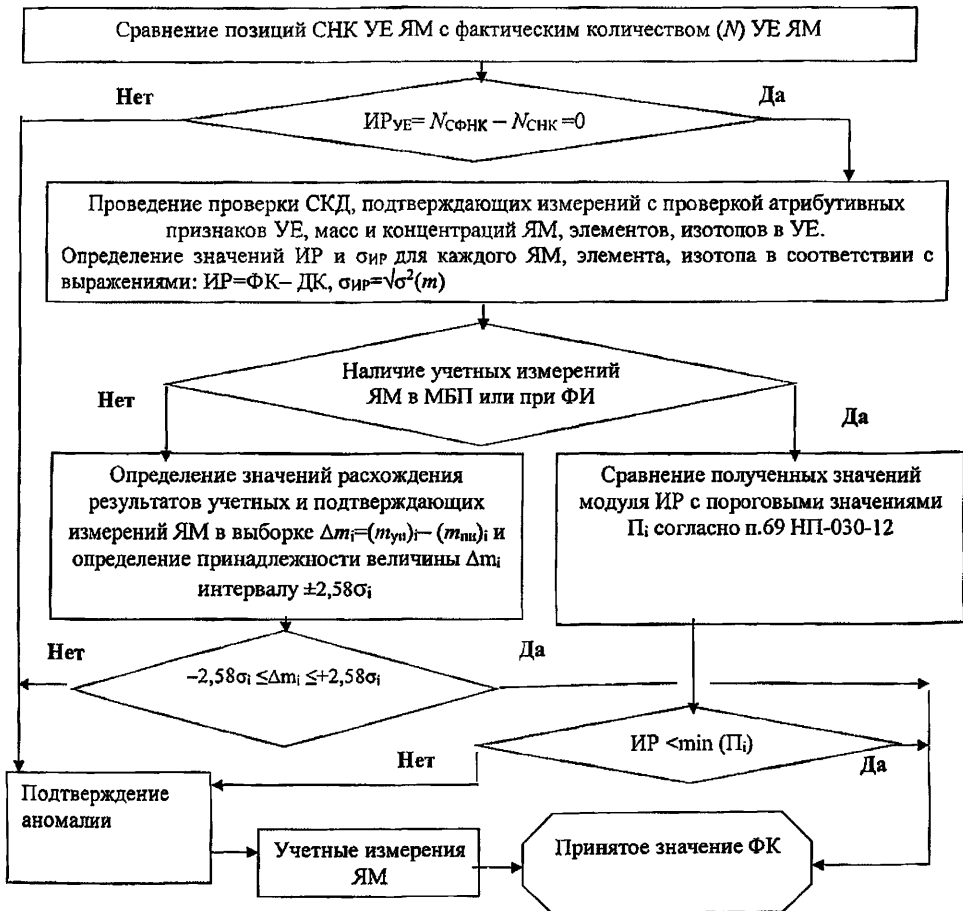 Сравнение позиций СНК УЕ ЯМ с фактическим количеством (N) УЕ ЯМ
Нет
Да
ИРУЕ= NСФНК – NСНК =0
Проведение проверки СКД, подтверждающих измерений с проверкой атрибутивных
признаков УЕ, масс и концентраций ЯМ, элементов, изотопов в УЕ.
Определение значений ИР и σИР для каждого ЯМ, элемента, изотопа в соответствии с
выражениями: ИР=ФК– ДК, σИР=√σ²(m)
Наличие учетных измерений
ЯМ в МБП или при ФИ
Нет
Да
Определение значений расхождения
результатов учетных и подтверждающих
измерений ЯМ в выборке Δmi=(mуи)i– (mпи)i и
определение принадлежности величины Δmi
интервалу ±2,58σi
Сравнение полученных значений
модуля ИР с пороговыми значениями
Пi согласно п.69 НП-030-12
Нет
Да
–2,58σi ≤Δmi ≤+2,58σi
ИР <min (Пi)
Нет
Да
Подтверждение
аномалии
Учетные измерения
ЯМ
Принятое значение ФК